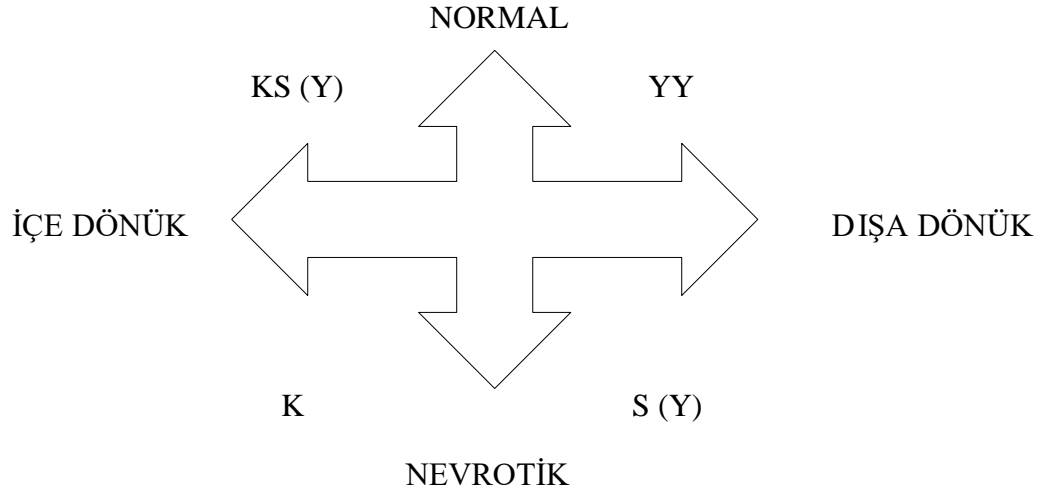 NORMAL
KS (Y) YY
İÇE DÖNÜK DIŞA DÖNÜK
K S (Y)
NEVROTİK